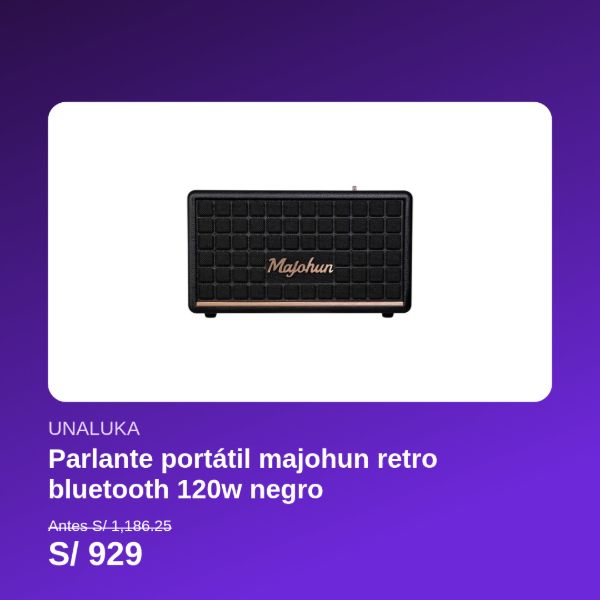 Majohun
UNALUKA
Parlante portátil majohun retro
bluetooth 120w negro
Antes S/ 1,186.25
S/ 929